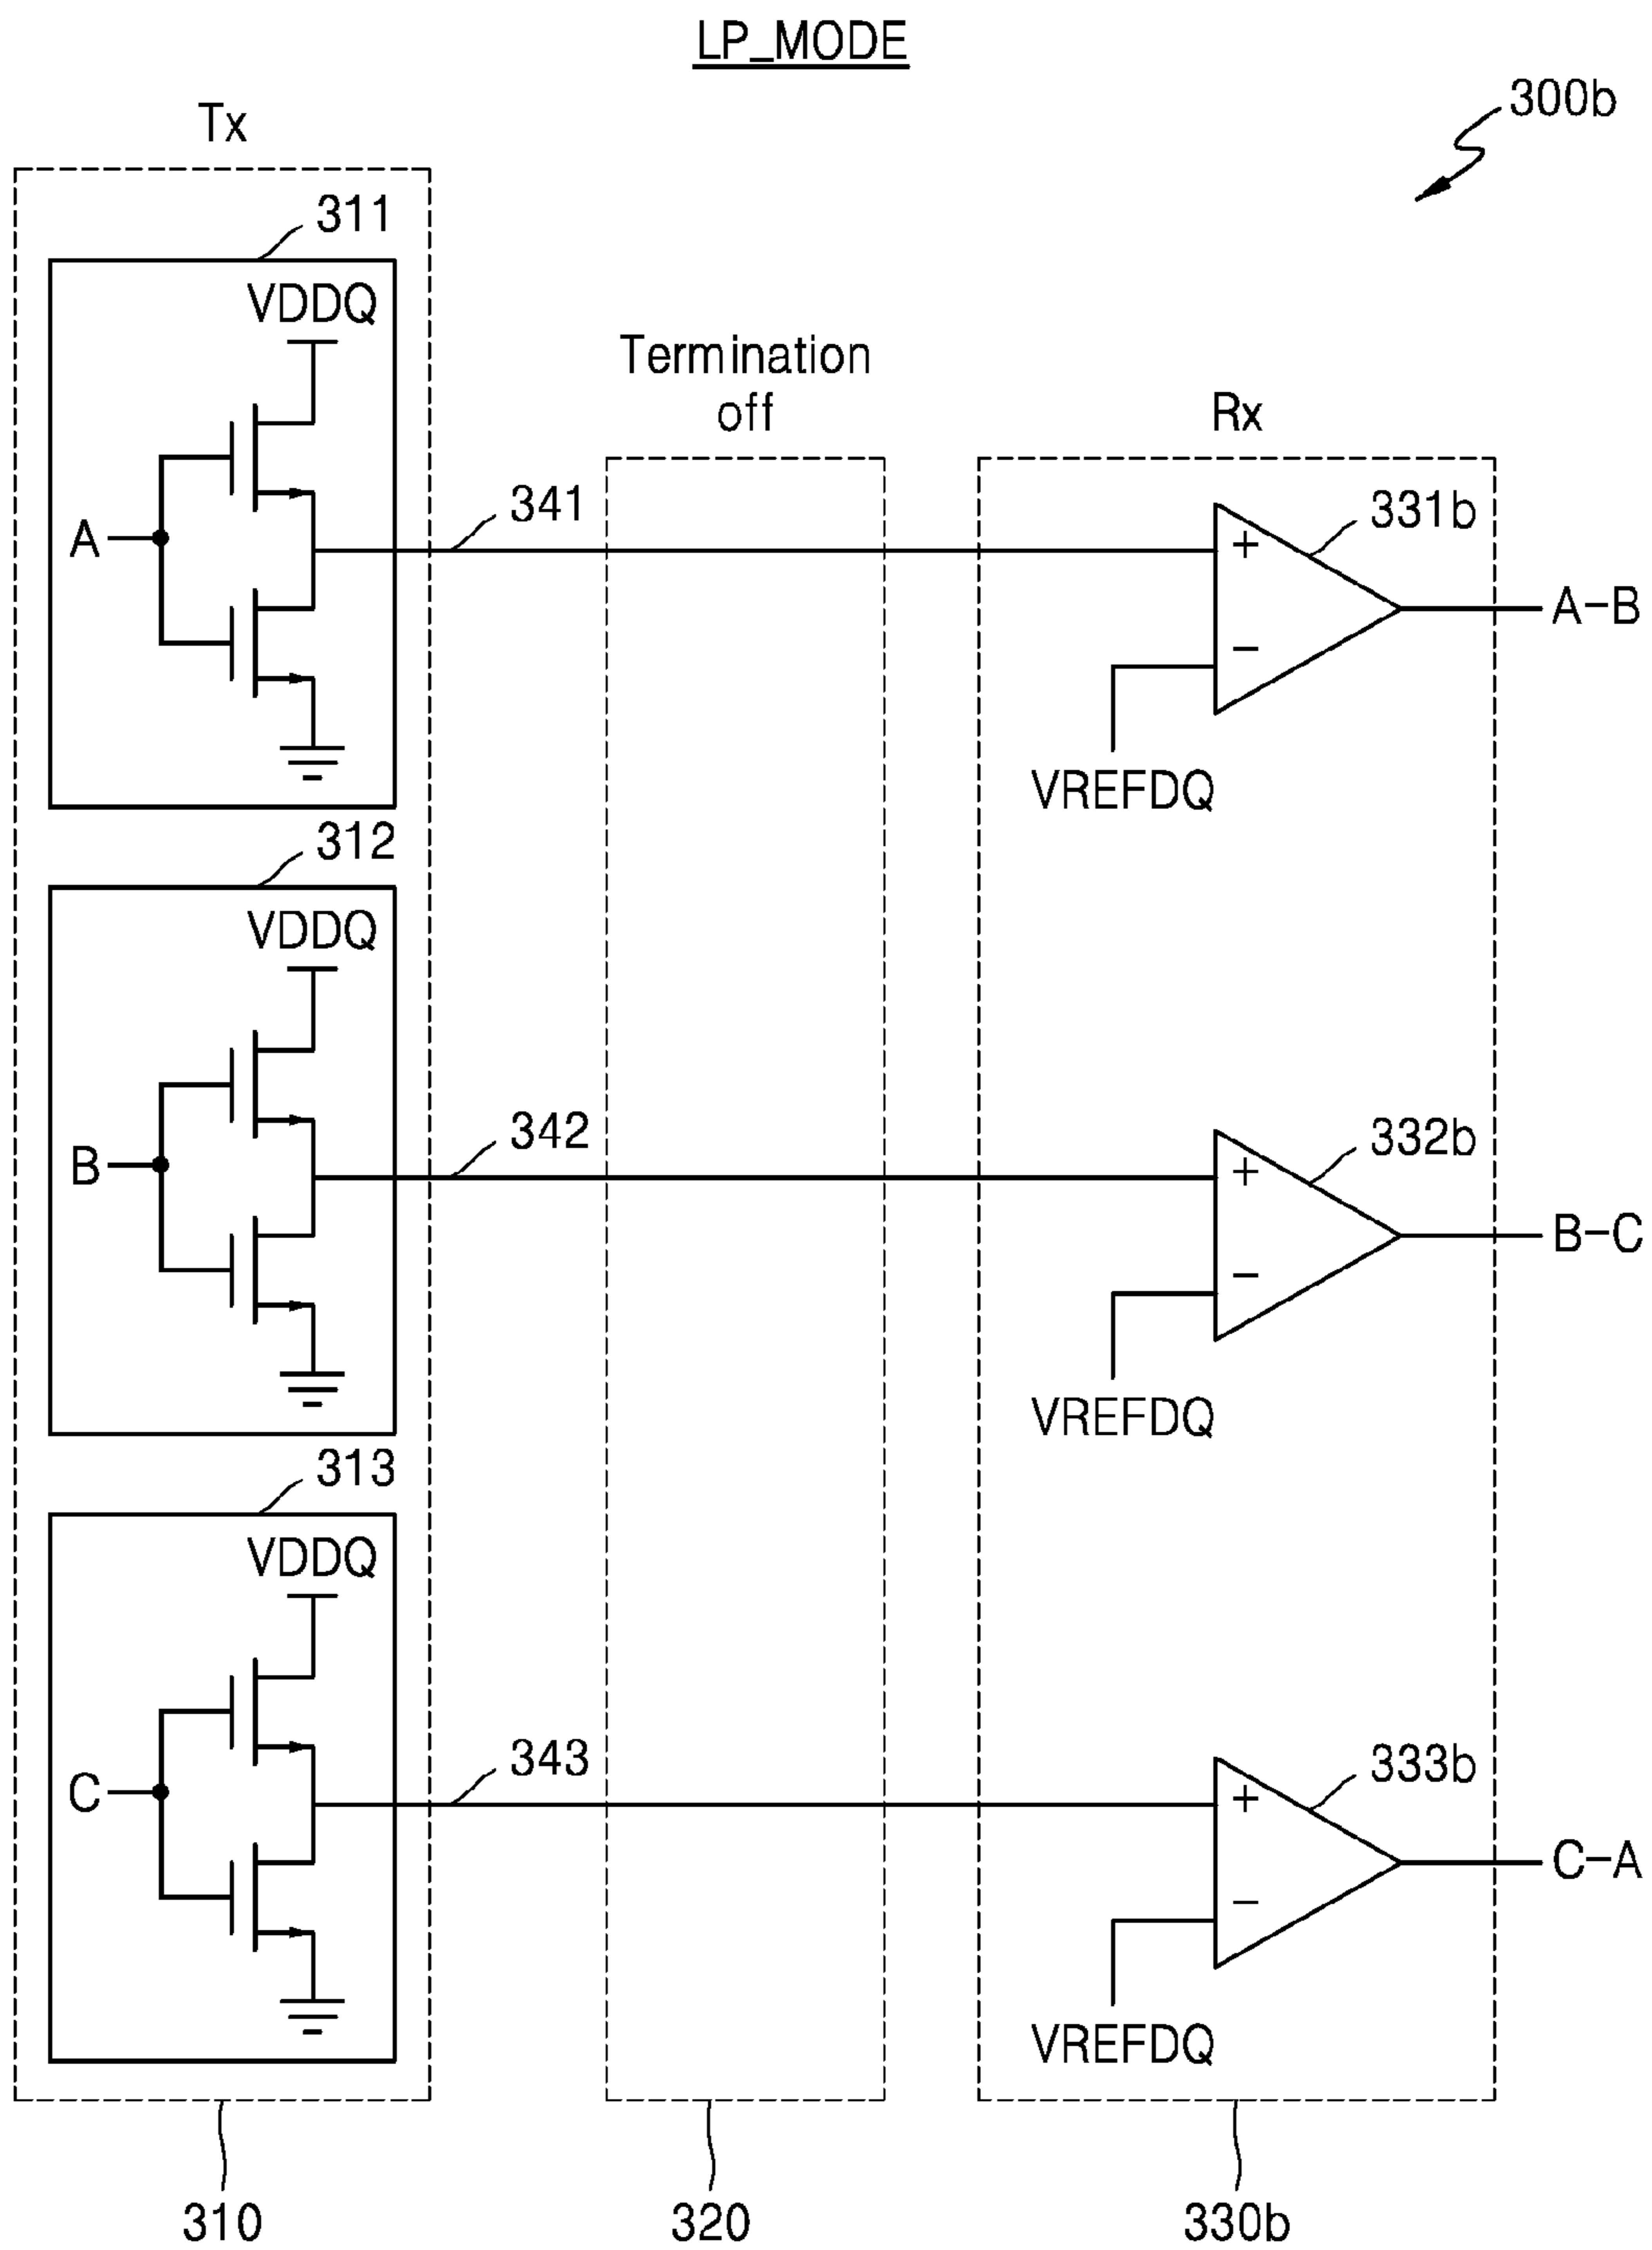 LP_MODE
300b
Tx
311
VDDQ
Termination
off
Rx
341
331b
A
+
A-B
−
VREFDQ
312
VDDQ
342
332b
B
+
B-C
−
VREFDQ
313
VDDQ
343
333b
C
+
C-A
−
VREFDQ
310
320
330b